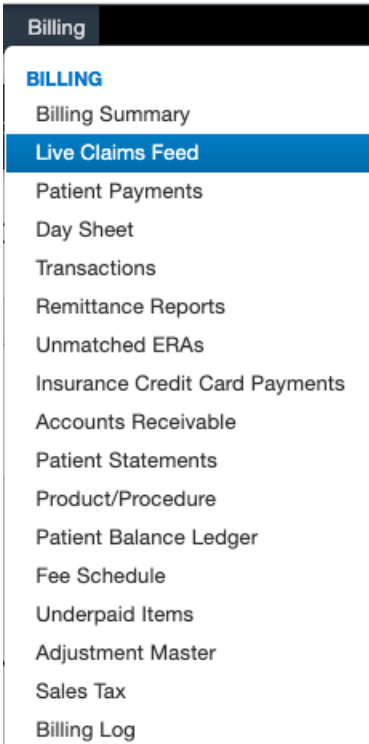 Billing
BILLING
Billing Summary
Live Claims Feed
Patient Payments
Day Sheet
Transactions
Remittance Reports
Unmatched ERAs
Insurance Credit Card Payments
Accounts Receivable
Patient Statements
Product/Procedure
Patient Balance Ledger
Fee Schedule
Underpaid Items
Adjustment Master
Sales Tax
Billing Log